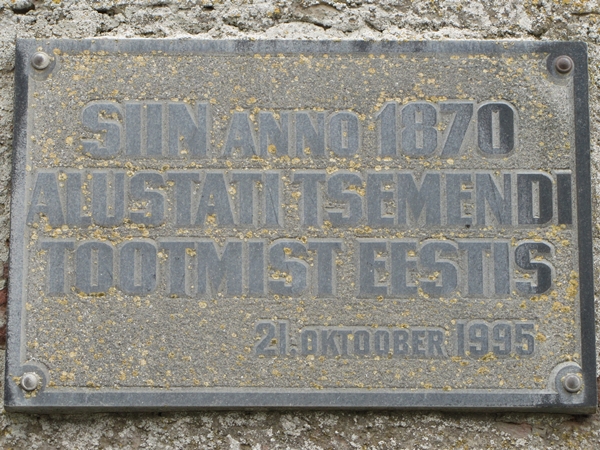 SIIN ANNO 1870
ALUSTATI TSEMENDI
TOOTMIST EESTIS
21. OKTOOBER 1995